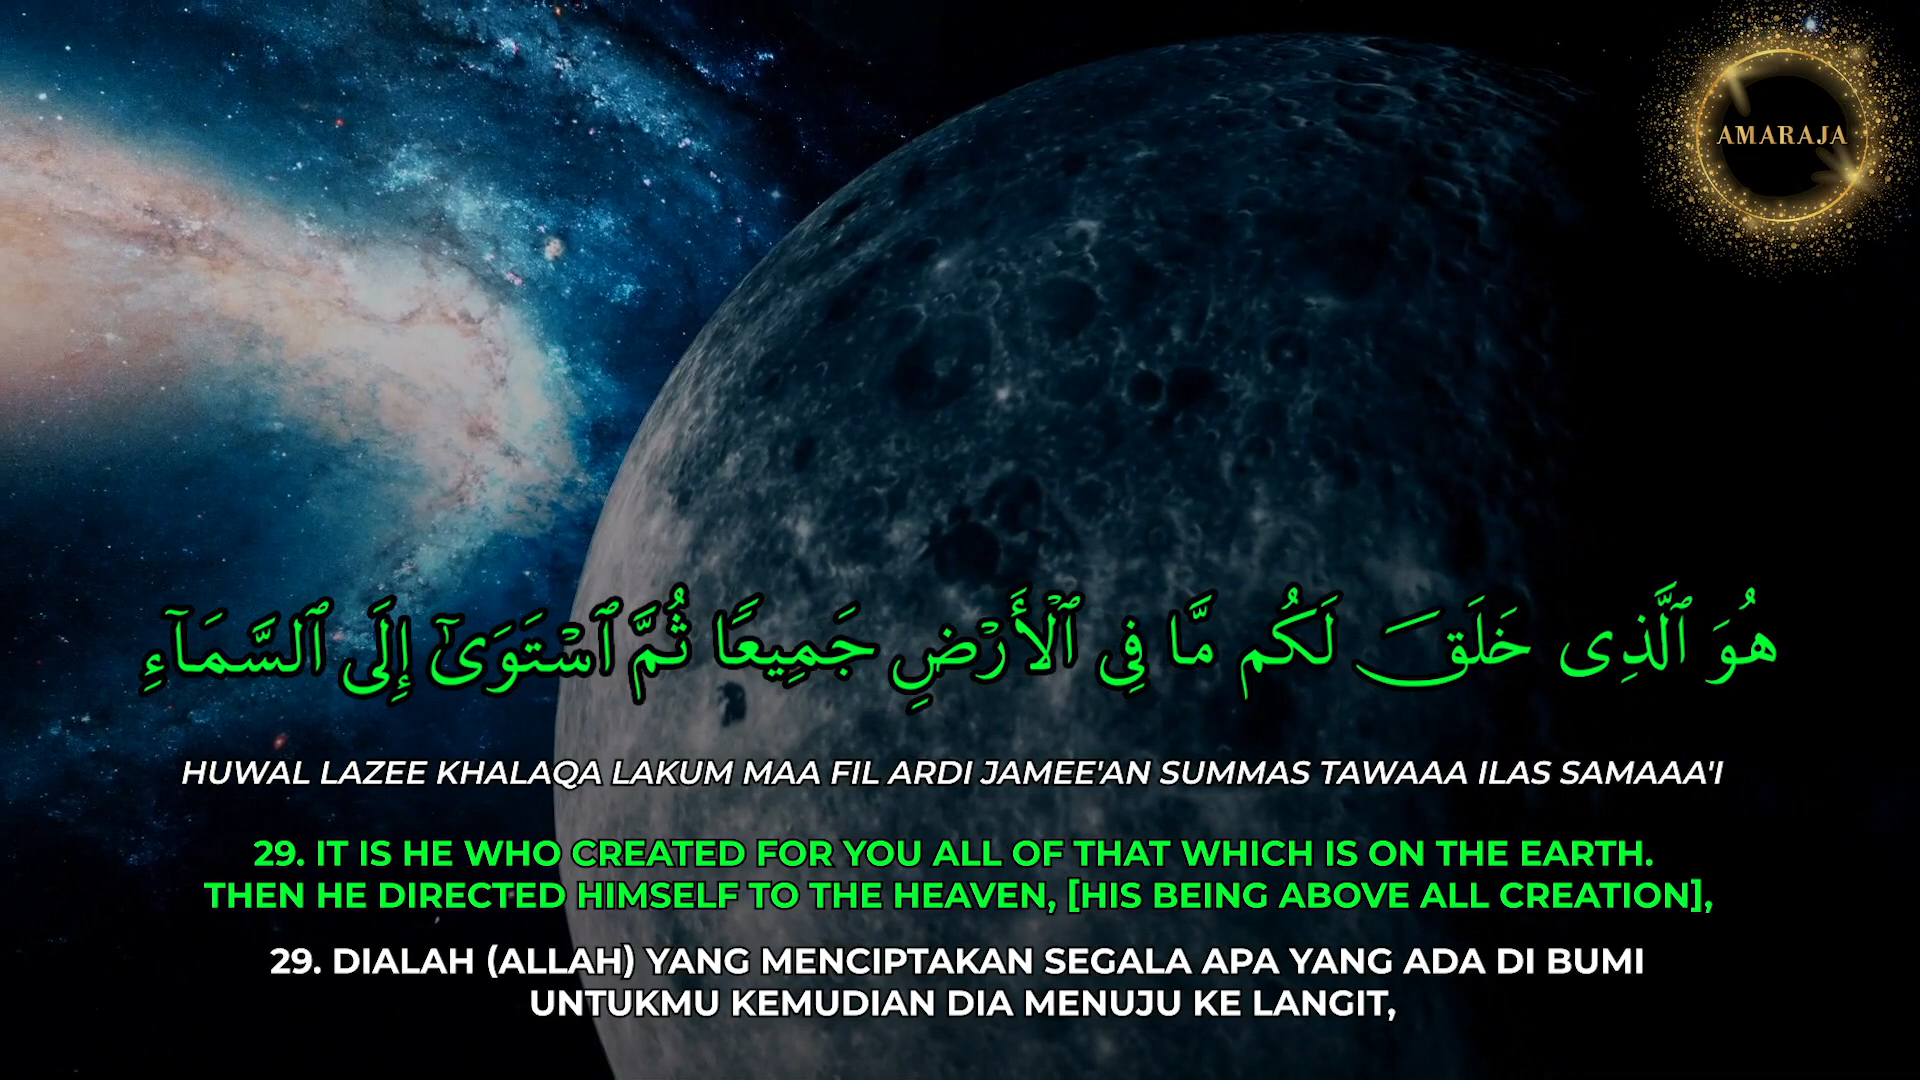 AMARAJA
هُوَ ٱلَّذِى خَلَقَ لَكُم مَّا فِى ٱلْأَرْضِ جَمِيعًا ثُمَّ ٱسْتَوَىٰٓ إِلَى ٱلسَّمَآءِ
HUWAL LAZEE KHALAQA LAKUM MAA FIL ARDI JAMEE'AN SUMMAS TAWAAA ILAS SAMAAA'I
29. IT IS HE WHO CREATED FOR YOU ALL OF THAT WHICH IS ON THE EARTH.
THEN HE DIRECTED HIMSELF TO THE HEAVEN, [HIS BEING ABOVE ALL CREATION],
29. DIALAH (ALLAH) YANG MENCIPTAKAN SEGALA APA YANG ADA DI BUMI
UNTUKMU KEMUDIAN DIA MENUJU KE LANGIT,